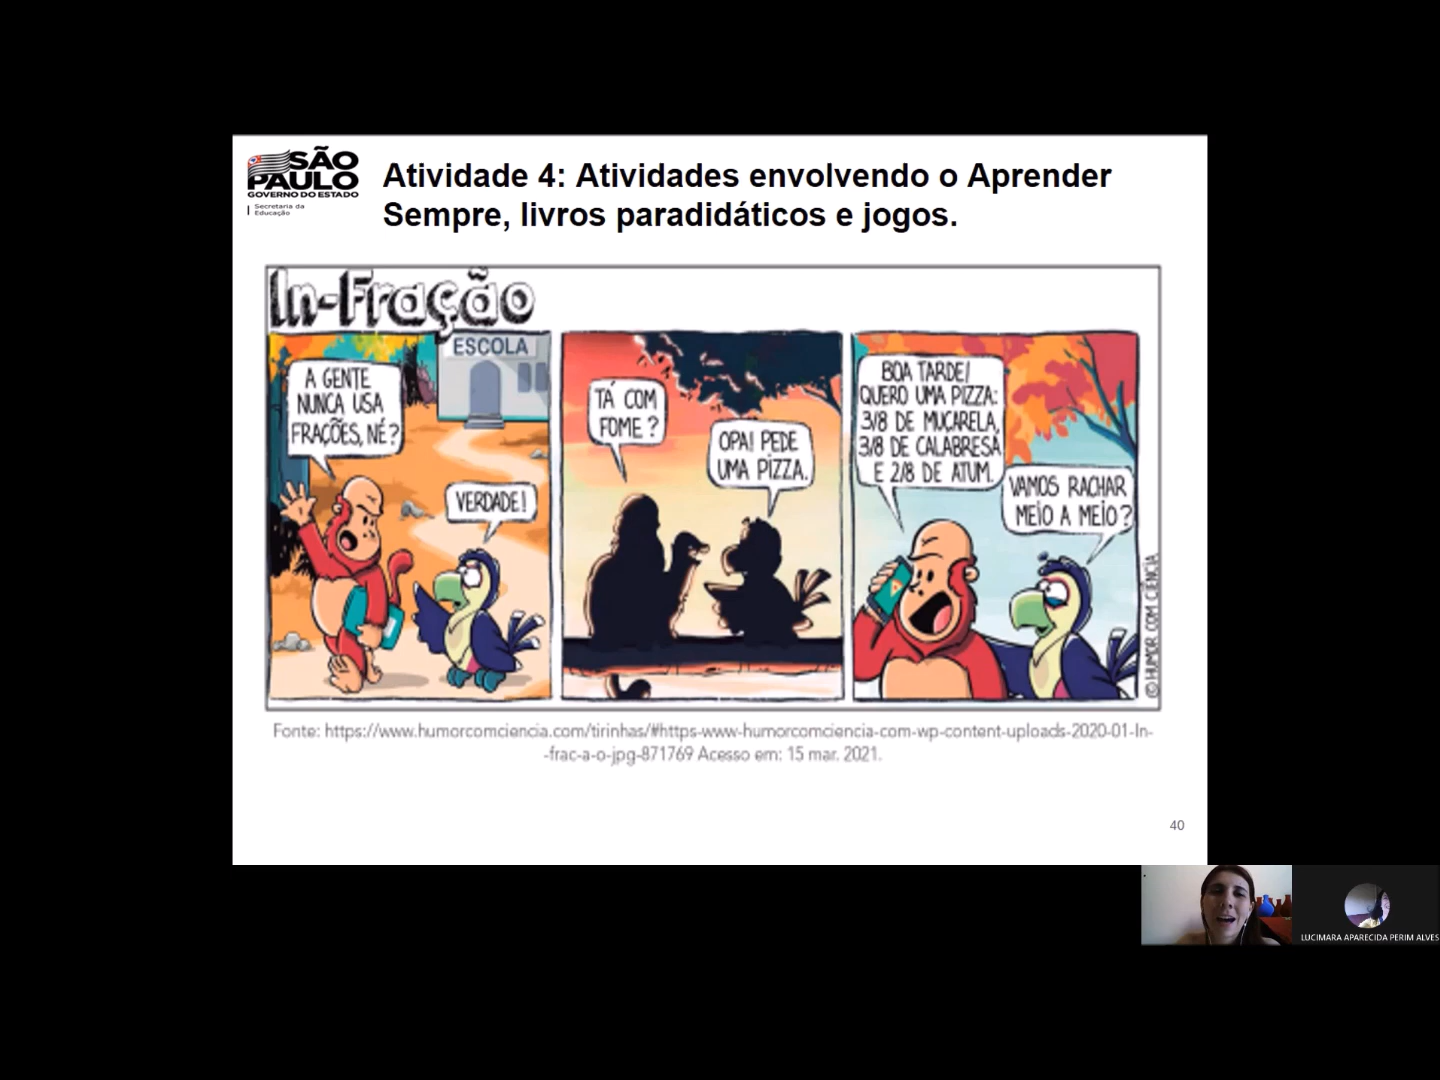 SÃO
PAULO
GOVERNO DO ESTADO
Secretaria da
Educação
Atividade 4: Atividades envolvendo o Aprender
Sempre, livros paradidáticos e jogos.
In-Fração
ESCOLA
A GENTE
NUNCA USA
FRAÇÕES, NÉ?
VERDADE!
TÁ COM
FOME?
OPA! PEDE
UMA PIZZA.
BOA TARDE!
QUERO UMA PIZZA:
3/8 DE MUÇARELA,
3/8 DE CALABRESA
E 2/8 DE ATUM.
VAMOS RACHAR
MEIO A MEIO?
© HUMOR COM CIÊNCIA
Fonte: https://www.humorcomciencia.com/tirinhas/#https-www-humorcomciencia-com-wp-content-uploads-2020-01-In-
-frac-a-o-jpg-871769 Acesso em: 15 mar. 2021.
40
LUCIMARA APARECIDA PERIM ALVES